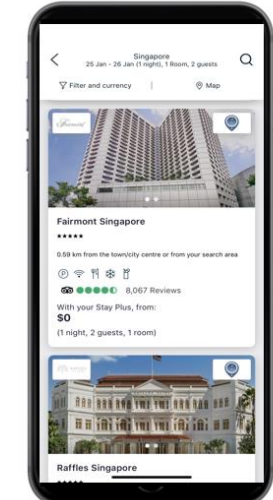 Singapore
25 Jan - 26 Jan (1 night), 1 Room, 2 guests
Filter and currency
Map
Fairmont
Fairmont Singapore
0.59 km from the town/city centre or from your search area
P
8,067 Reviews
With your Stay Plus, from:
$0
(1 night, 2 guests, 1 room)
Raffles Singapore